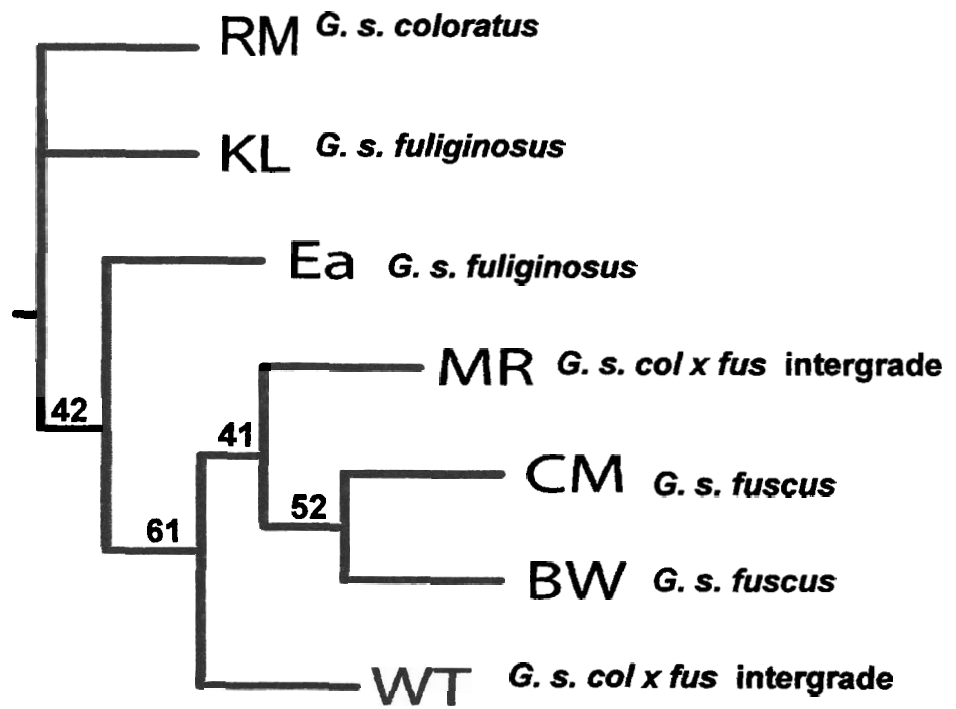 RM G. s. coloratus
KL G. s. fuliginosus
Ea G. s. fuliginosus
MR G. s. col x fus intergrade
42
41
CM G. s. fuscus
52
61
BW G. s. fuscus
WT G. s. col x fus intergrade